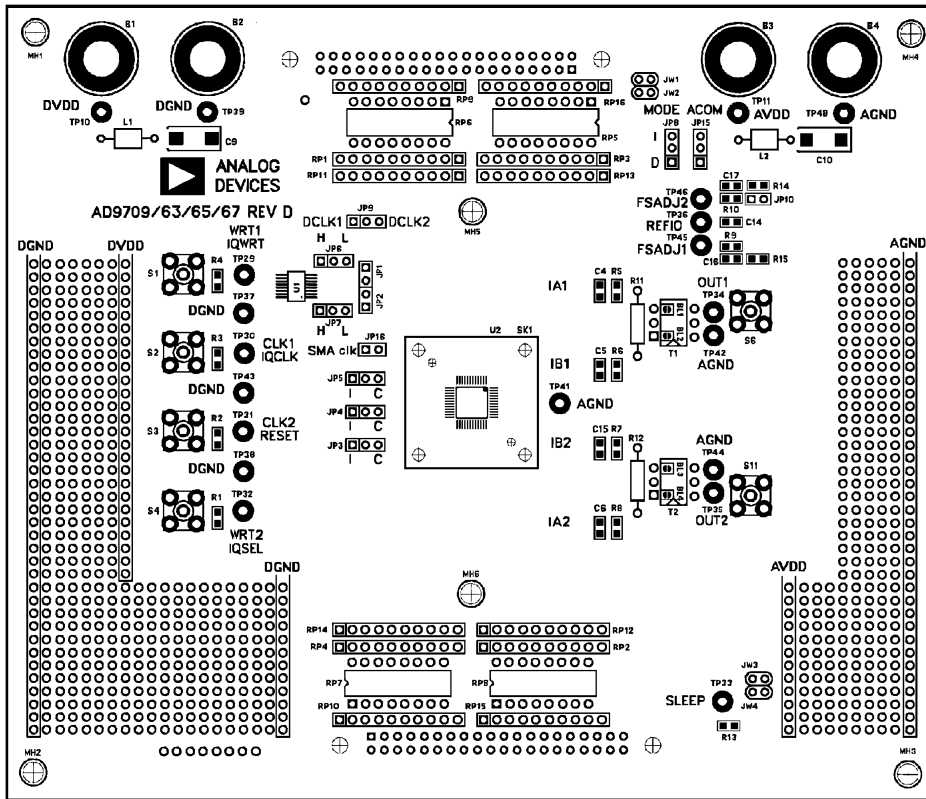 B1 B2 B3 B4
MH1 MH4
JW1
JW2
DVDD DGND
TP10 TP39
L1 C9
RP9 RP16
RP6 RP5
RP1 RP3
RP11 RP13
MODE ACOM
JP8 JP15
I
D
TP11 AVDD
TP48 AGND
L2 C10
ANALOG
DEVICES
AD9709/63/65/67 REV D
MH5
C17 R14
TP46
FSADJ2 JP10
R10
TP36
REFIO C14
TP45 R9
FSADJ1
C16 R15
DCLK1 JP9 DCLK2
H L
JP6
U1
JP1
JP2
JP7
H L
SMA clk JP16
DGND DVDD
WRT1
IQWRT
S1 R4 TP29
TP37
DGND
S2 R3 TP30 CLK1
IQCLK
TP43
DGND
S3 R2 TP31 CLK2
RESET
TP38
DGND
S4 R1 TP32
WRT2
IQSEL
JP5
I C
JP4
I C
JP3
I C
U2 SK1
TP41
AGND
IA1 C4 R5 R11
OUT1
TP34
BL1
BL2
S6
T1 TP42
AGND
IB1 C5 R6
IB2 C15 R7 R12
AGND
TP44
BL3
BL4
S11
T2 TP35
OUT2
IA2 C6 R8
AGND
DGND
AVDD
MH6
RP14 RP12
RP4 RP2
RP7 RP8
RP10 RP15
TP33
SLEEP
JW3
JW4
R13
MH2 MH3